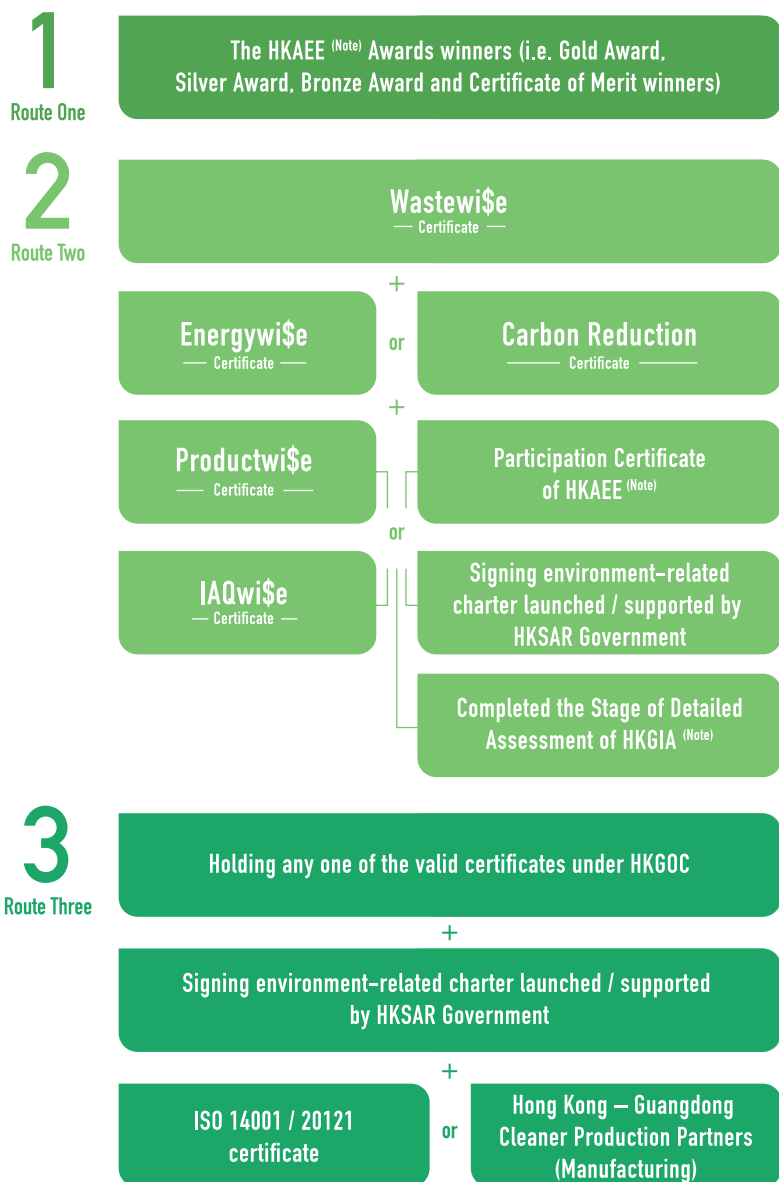 1
Route One
The HKAEE (Note) Awards winners (i.e. Gold Award,
Silver Award, Bronze Award and Certificate of Merit winners)
2
Route Two
Wastewi$e
Certificate
+
Energywi$e
Certificate
or
Carbon Reduction
Certificate
+
Productwi$e
Certificate
Participation Certificate
of HKAEE (Note)
or
IAQwi$e
Certificate
Signing environment-related
charter launched / supported by
HKSAR Government
Completed the Stage of Detailed
Assessment of HKGIA (Note)
3
Route Three
Holding any one of the valid certificates under HKGOC
+
Signing environment-related charter launched / supported
by HKSAR Government
+
ISO 14001 / 20121
certificate
or
Hong Kong – Guangdong
Cleaner Production Partners
(Manufacturing)